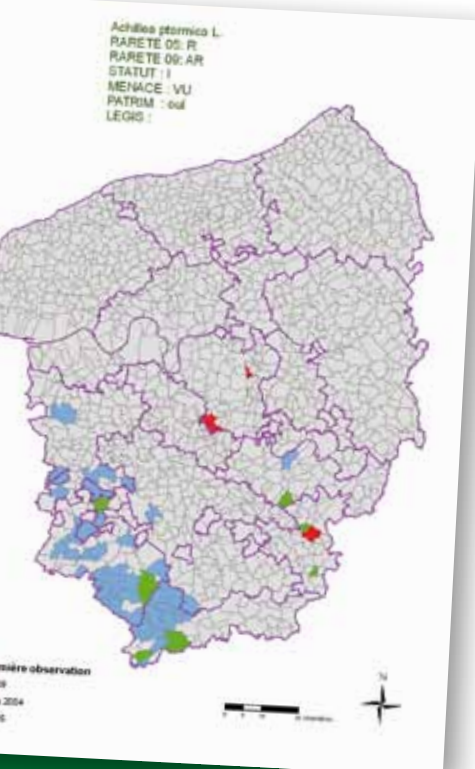 Achillea ptarmica L.
RARETE 05: R
RARETE 09: AR
STATUT : I
MENACE : VU
PATRIM : oui
LEGIS :
mière observation
2004
N